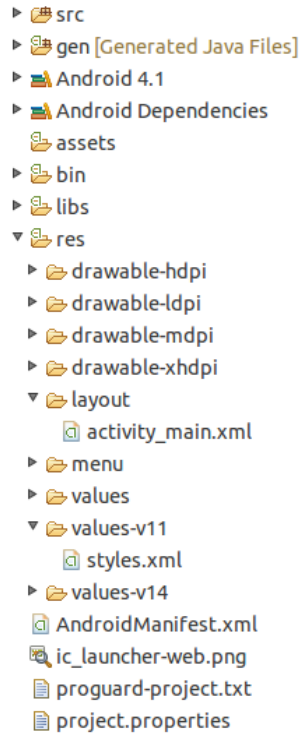 src
gen [Generated Java Files]
Android 4.1
Android Dependencies
assets
bin
libs
res
drawable-hdpi
drawable-ldpi
drawable-mdpi
drawable-xhdpi
layout
activity_main.xml
menu
values
values-v11
styles.xml
values-v14
AndroidManifest.xml
ic_launcher-web.png
proguard-project.txt
project.properties